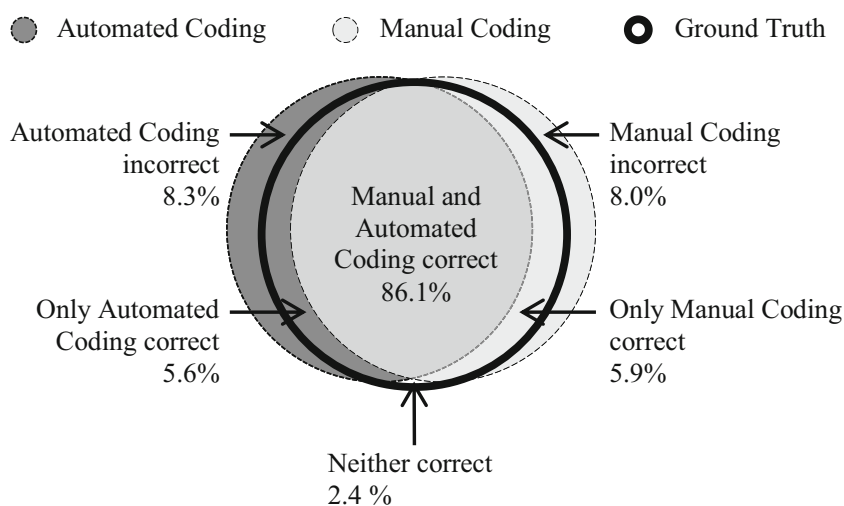 Automated Coding
Manual Coding
Ground Truth
Automated Coding
incorrect
8.3%
Manual Coding
incorrect
8.0%
Manual and
Automated
Coding correct
86.1%
Only Automated
Coding correct
5.6%
Only Manual Coding
correct
5.9%
Neither correct
2.4 %